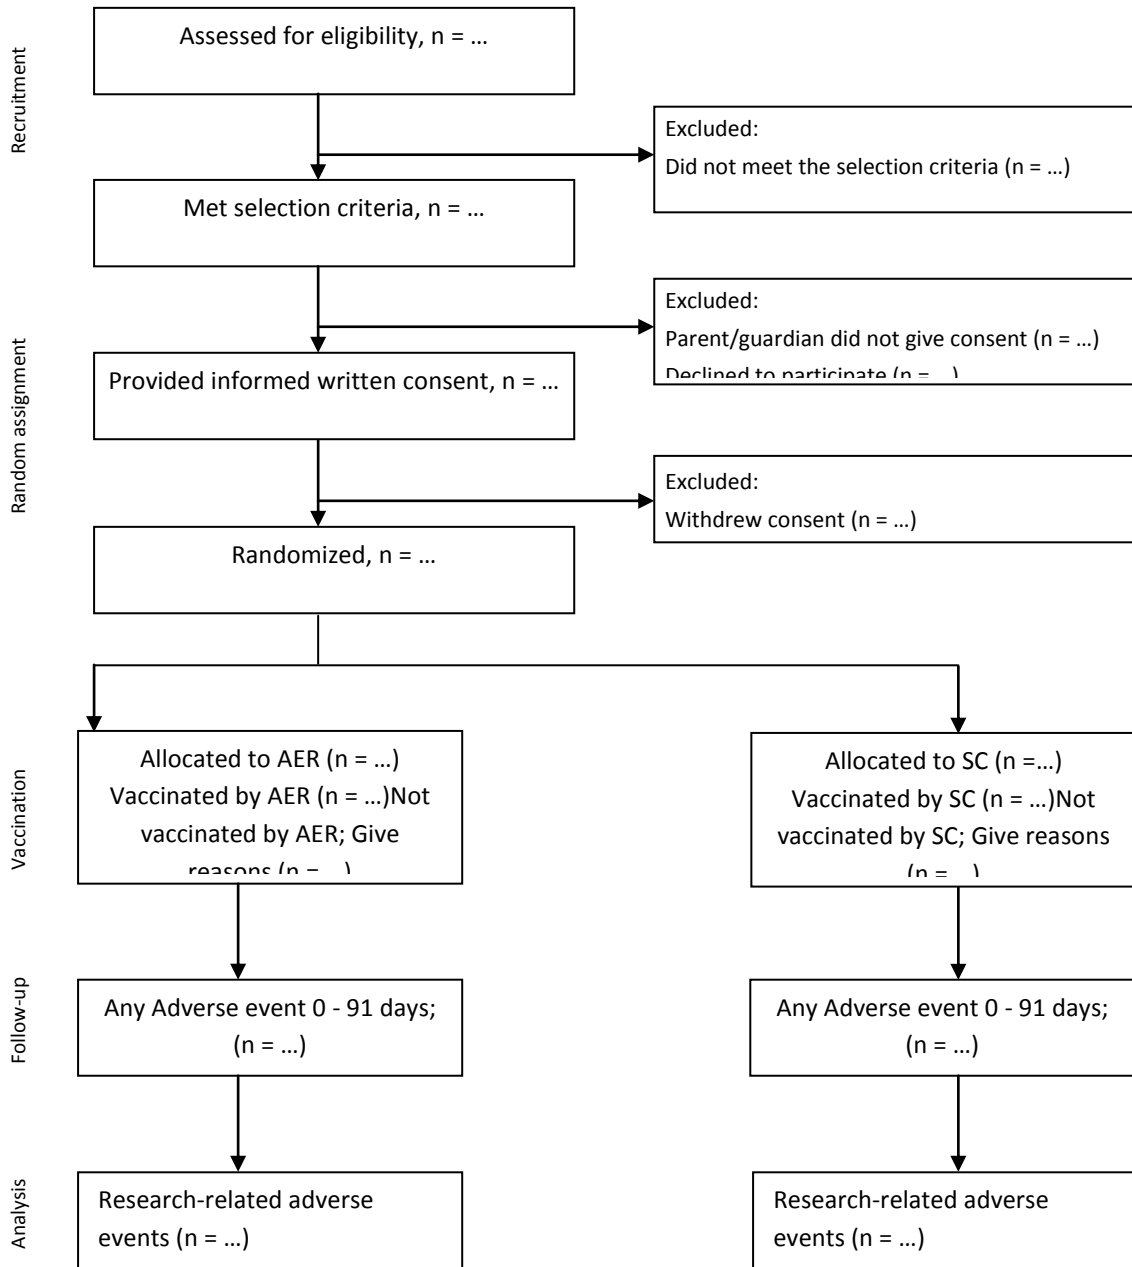 Recruitment
Assessed for eligibility, n = ...
Excluded:
Did not meet the selection criteria (n = ...)
Met selection criteria, n = ...
Random assignment
Excluded:
Parent/guardian did not give consent (n = ...)
Declined to participate (n = ...)
Provided informed written consent, n = ...
Excluded:
Withdrew consent (n = ...)
Randomized, n = ...
Vaccination
Allocated to AER (n = ...)
Vaccinated by AER (n = ...)Not
vaccinated by AER; Give
reasons (n = ...)
Allocated to SC (n =...)
Vaccinated by SC (n = ...)Not
vaccinated by SC; Give reasons
(n = ...)
Follow-up
Any Adverse event 0 - 91 days;
(n = ...)
Any Adverse event 0 - 91 days;
(n = ...)
Analysis
Research-related adverse
events (n = ...)
Research-related adverse
events (n = ...)